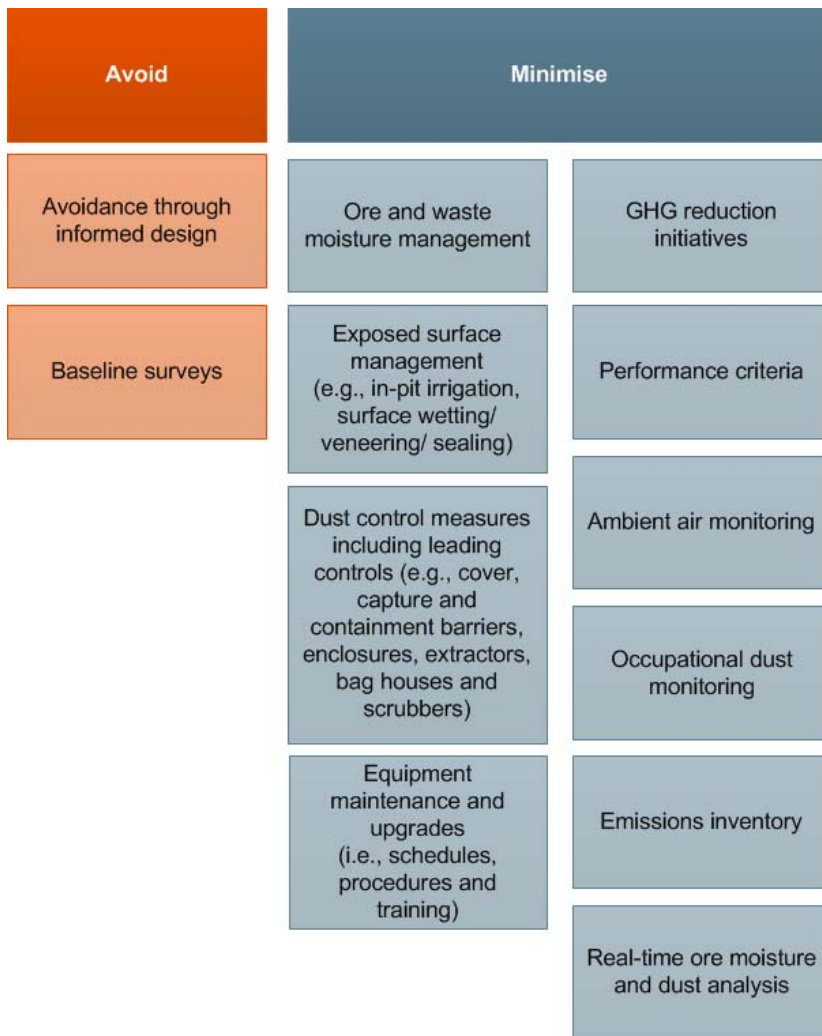 Avoid
Minimise
Avoidance through
informed design
Baseline surveys
Ore and waste
moisture management
Exposed surface
management
(e.g., in-pit irrigation,
surface wetting/
veneering/ sealing)
Dust control measures
including leading
controls (e.g., cover,
capture and
containment barriers,
enclosures, extractors,
bag houses and
scrubbers)
Equipment
maintenance and
upgrades
(i.e., schedules,
procedures and
training)
GHG reduction
initiatives
Performance criteria
Ambient air monitoring
Occupational dust
monitoring
Emissions inventory
Real-time ore moisture
and dust analysis